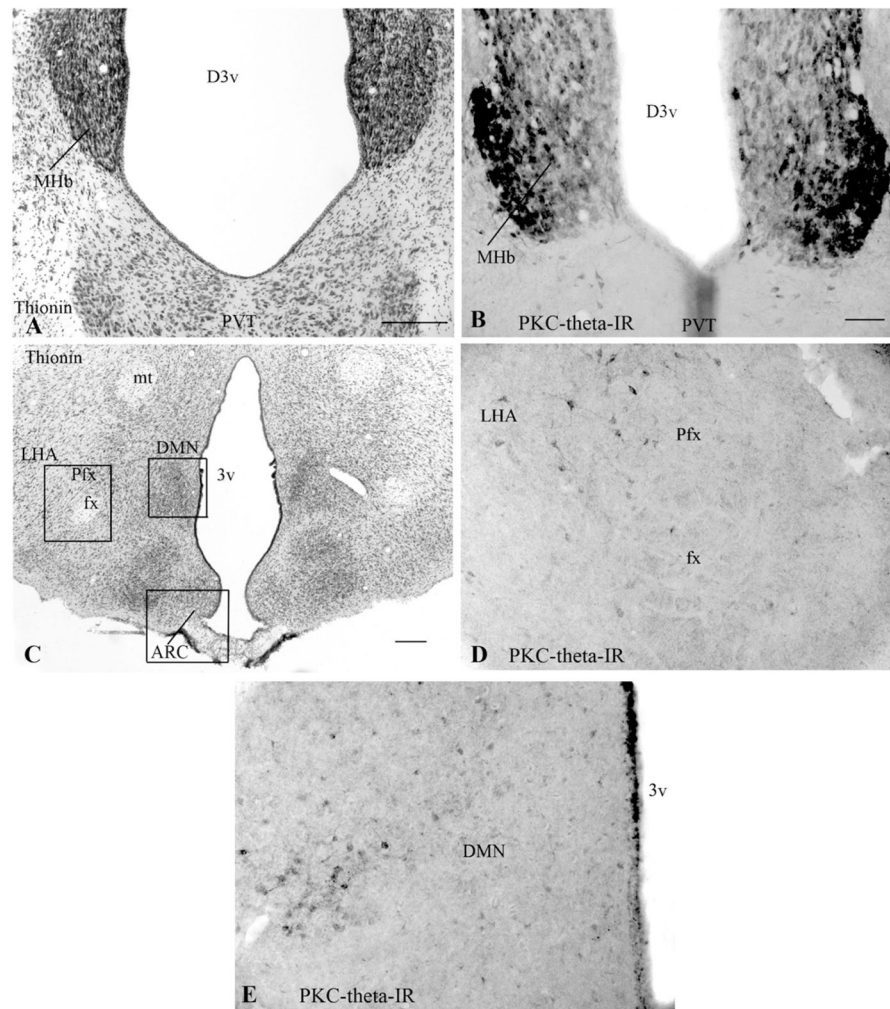 D3v
MHb
Thionin
PVT
A
D3v
MHb
PVT
B
PKC-theta-IR
Thionin
mt
LHA
DMN
Pfx
3v
fx
ARC
C
LHA
Pfx
fx
D
PKC-theta-IR
3v
DMN
E
PKC-theta-IR